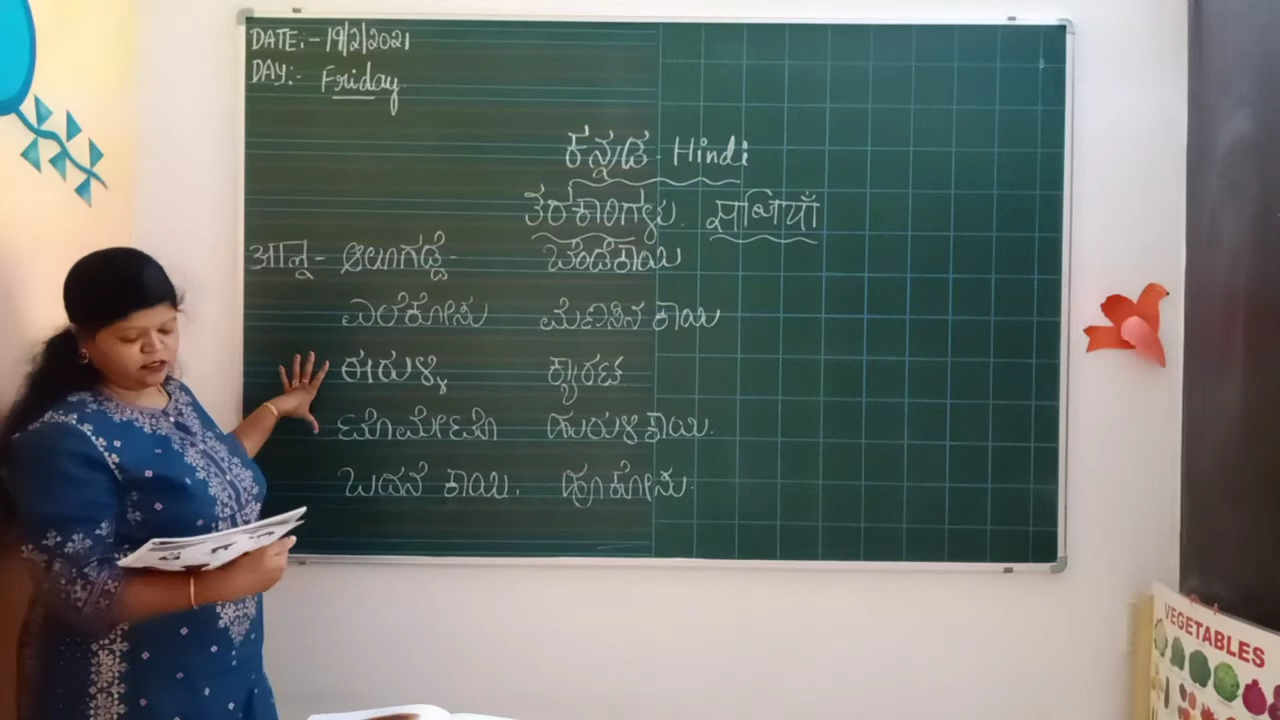 DATE:- 19/2/2021
DAY:- Friday.
ಕನ್ನಡ - Hindi
ತರಕಾರಿಗಳು. सब्जियाँ
आलू - ಆಲೂಗಡ್ಡೆ - ಬೆಂಡೆಕಾಯಿ
ಎಲೆಕೋಸು ಮೆಣಸಿನ ಕಾಯಿ
ಈರುಳ್ಳಿ ಕ್ಯಾರೆಟ್
ಟೊಮೇಟೊ ಹುರುಳಿಕಾಯಿ.
ಬದನೆ ಕಾಯಿ. ಹೂಕೋಸು.
VEGETABLES